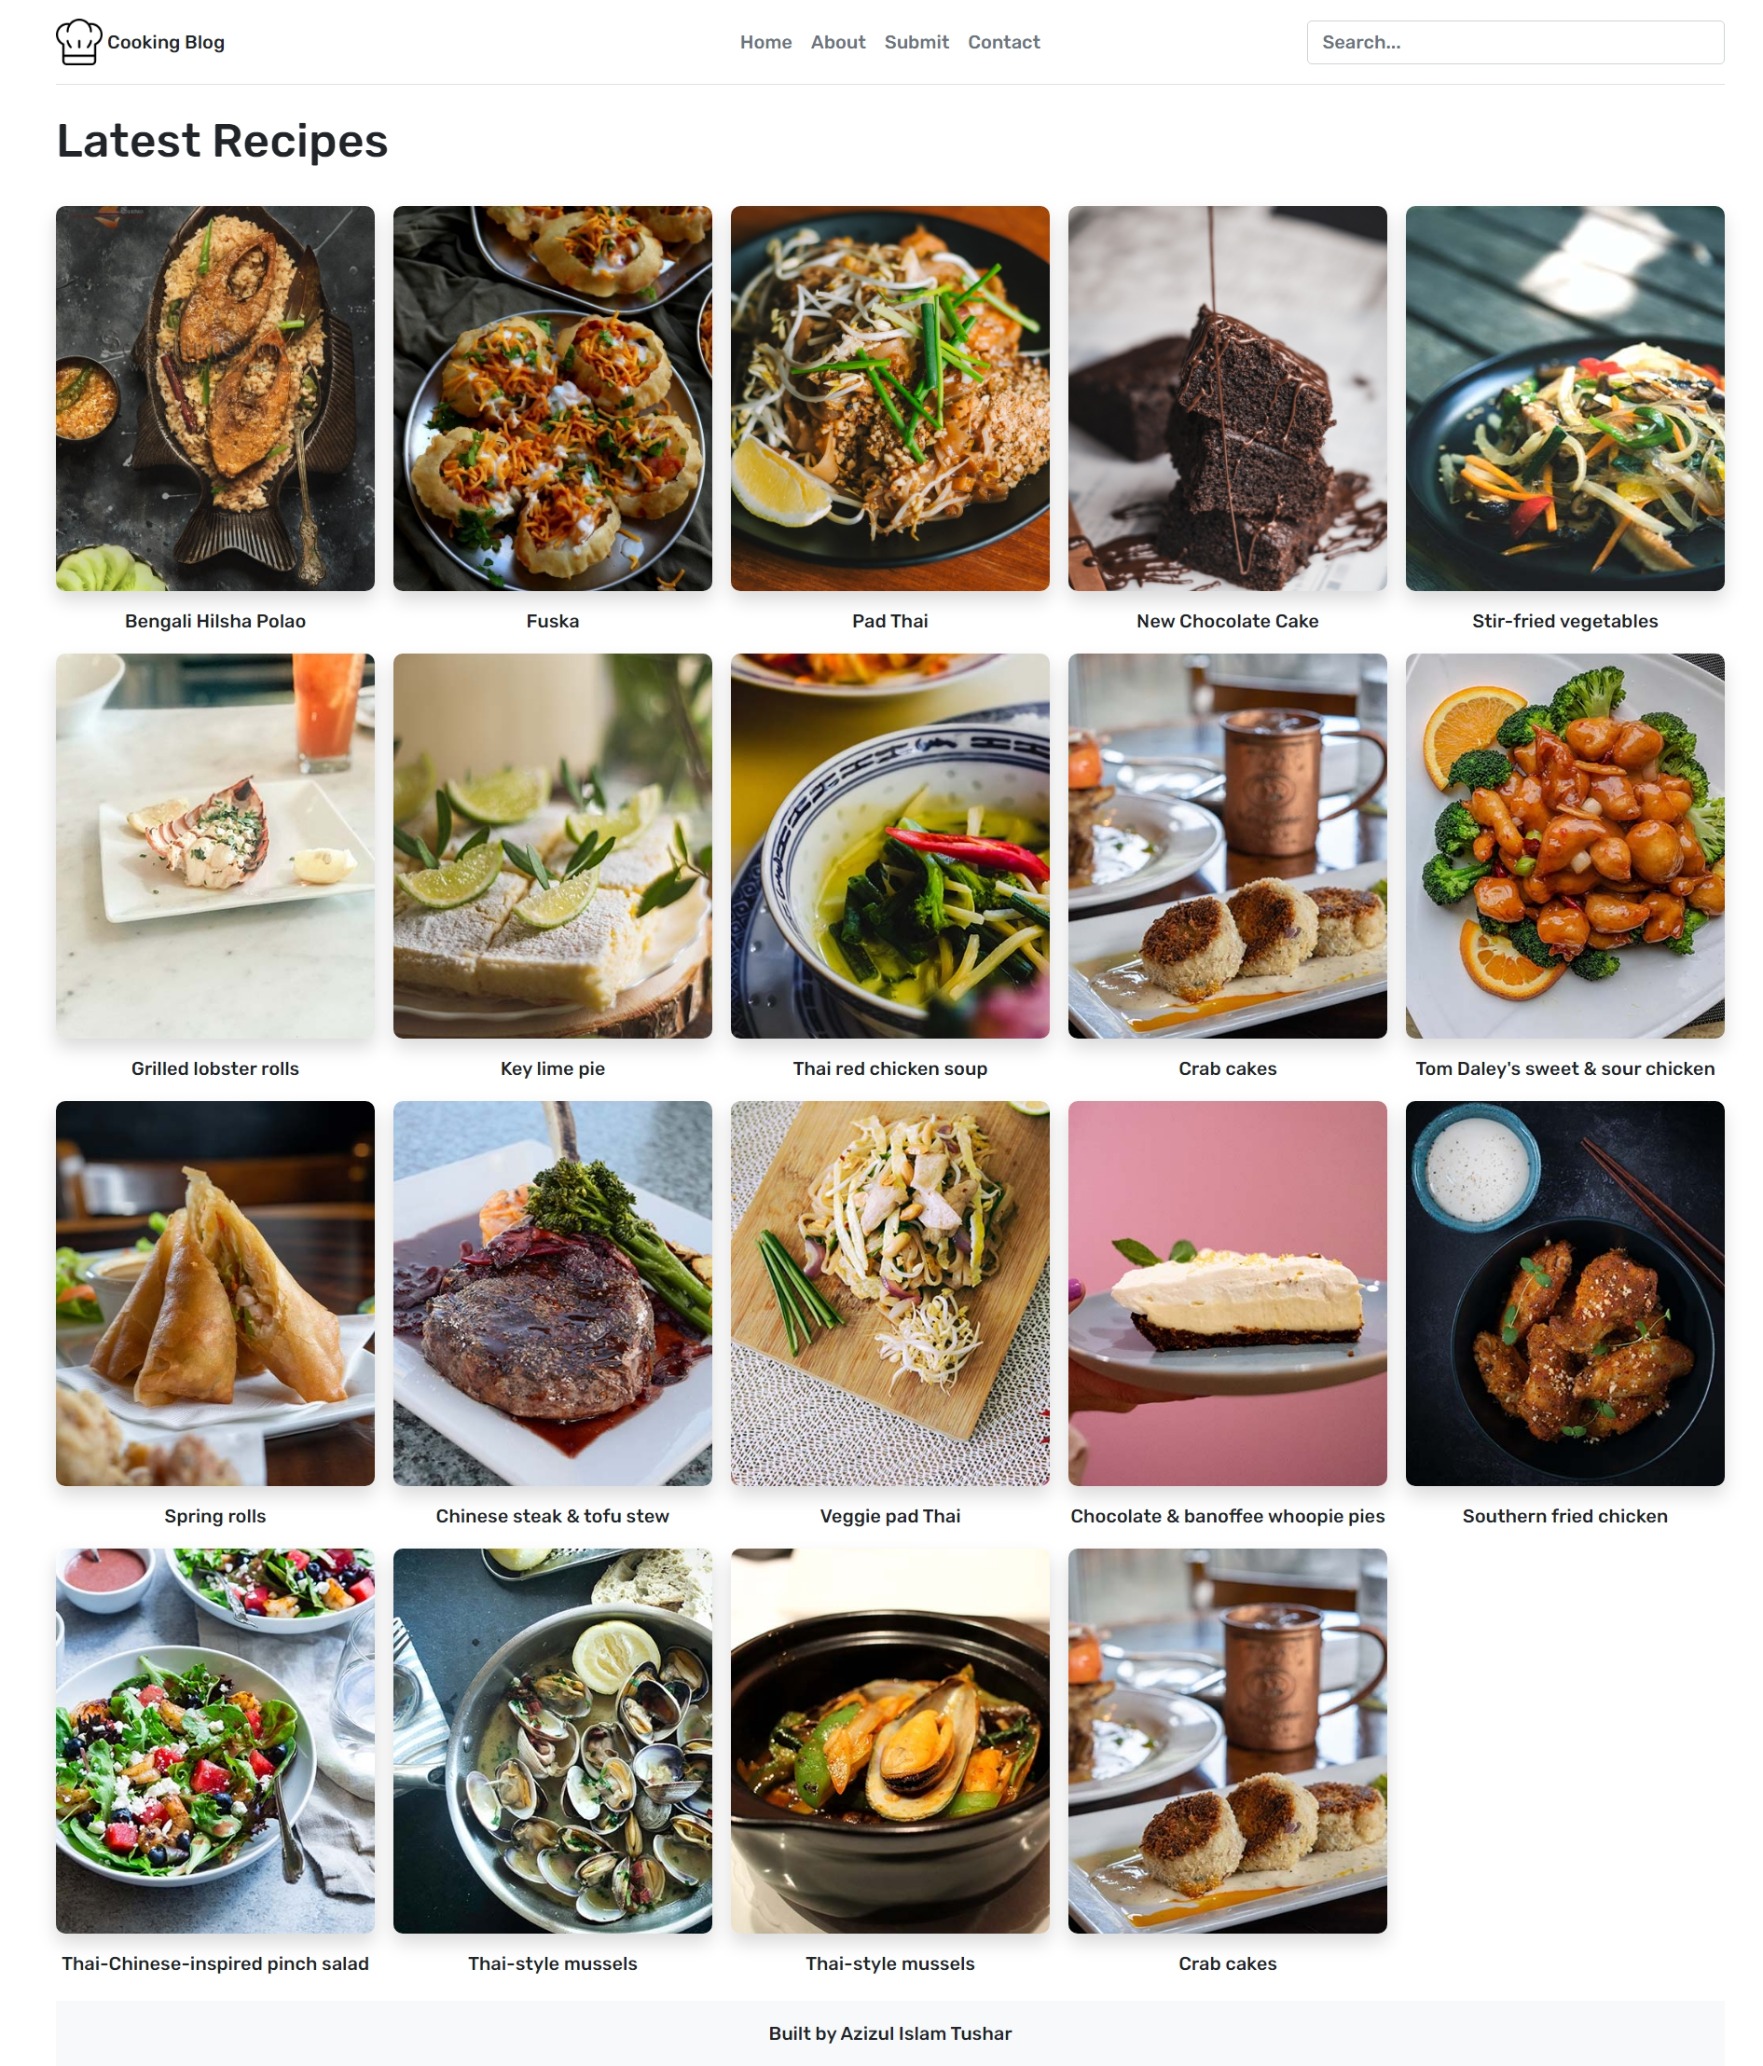 Cooking Blog
Home About Submit Contact
Search...
Latest Recipes
Bengali Hilsha Polao
Fuska
Pad Thai
New Chocolate Cake
Stir-fried vegetables
Grilled lobster rolls
Key lime pie
Thai red chicken soup
Crab cakes
Tom Daley's sweet & sour chicken
Spring rolls
Chinese steak & tofu stew
Veggie pad Thai
Chocolate & banoffee whoopie pies
Southern fried chicken
Thai-Chinese-inspired pinch salad
Thai-style mussels
Thai-style mussels
Crab cakes
Built by Azizul Islam Tushar